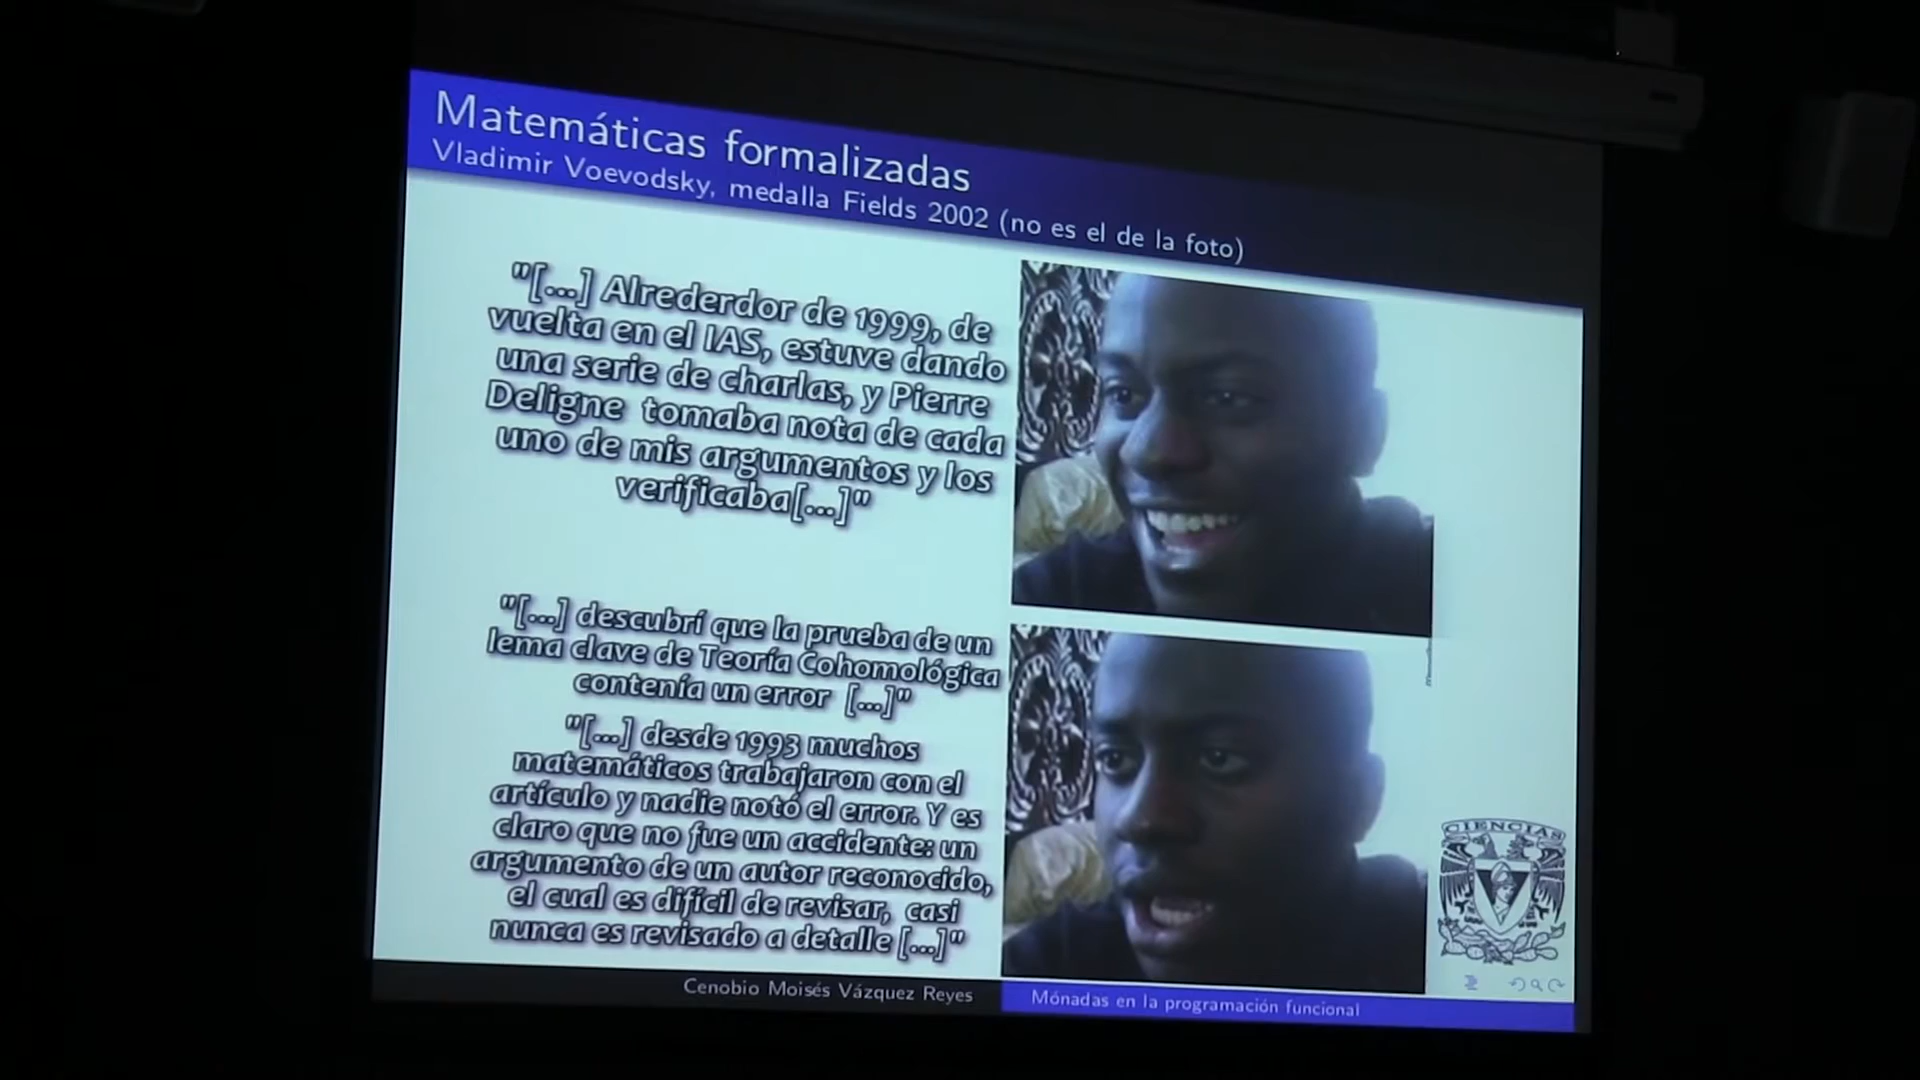 Matemáticas formalizadas
Vladimir Voevodsky, medalla Fields 2002 (no es el de la foto)
"[...] Alrederdor de 1999, de
vuelta en el IAS, estuve dando
una serie de charlas, y Pierre
Deligne tomaba nota de cada
uno de mis argumentos y los
verificaba[...]"
"[...] descubrí que la prueba de un
lema clave de Teoría Cohomológica
contenía un error [...]"
"[...] desde 1993 muchos
matemáticos trabajaron con el
artículo y nadie notó el error. Y es
claro que no fue un accidente: un
argumento de un autor reconocido,
el cual es difícil de revisar, casi
nunca es revisado a detalle [...]"
CIENCIAS
Cenobio Moisés Vázquez Reyes
Mónadas en la programación funcional